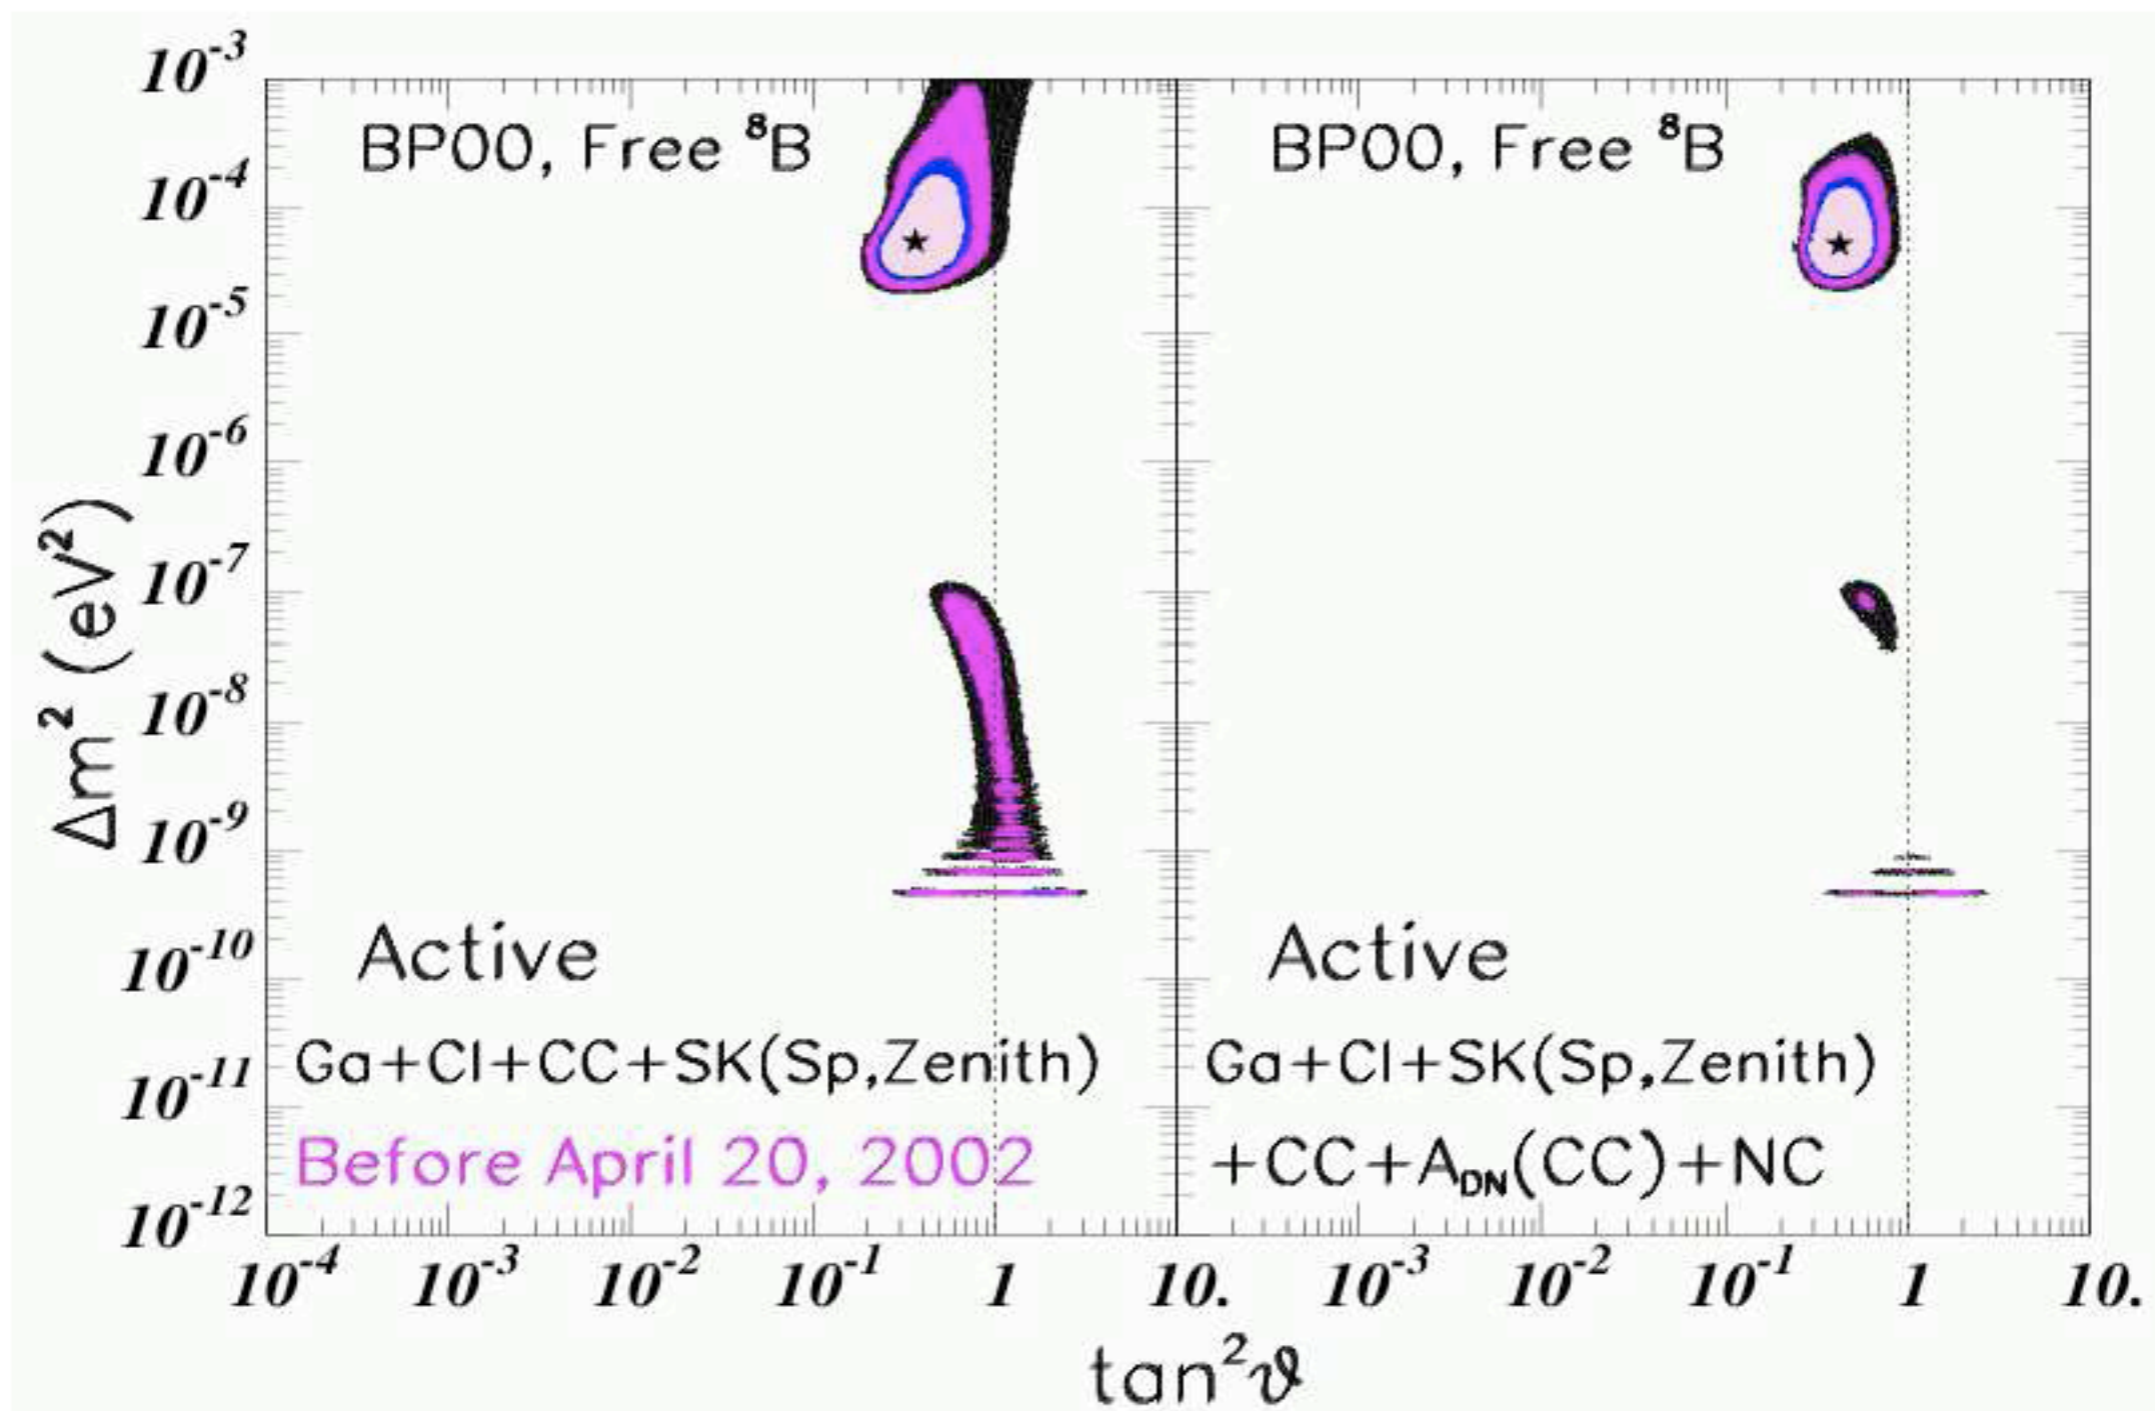 10⁻³
10⁻⁴
10⁻⁵
10⁻⁶
10⁻⁷
10⁻⁸
10⁻⁹
10⁻¹⁰
10⁻¹¹
10⁻¹²
Δm² (eV²)
BP00, Free ⁸B
Active
Ga+Cl+CC+SK(Sp,Zenith)
Before April 20, 2002
BP00, Free ⁸B
Active
Ga+Cl+SK(Sp,Zenith)
+CC+A_DN(CC)+NC
10⁻⁴ 10⁻³ 10⁻² 10⁻¹ 1 10. 10⁻³ 10⁻² 10⁻¹ 1 10.
tan²ϑ